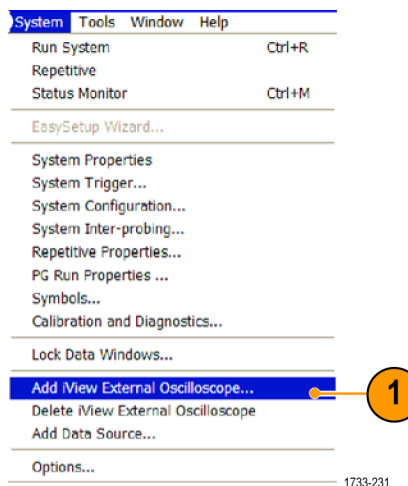 System Tools Window Help
Run System Ctrl+R
Repetitive
Status Monitor Ctrl+M
EasySetup Wizard...
System Properties
System Trigger...
System Configuration...
System Inter-probing...
Repetitive Properties...
PG Run Properties ...
Symbols...
Calibration and Diagnostics...
Lock Data Windows...
Add iView External Oscilloscope...
1
Delete iView External Oscilloscope
Add Data Source...
Options...
1733-231